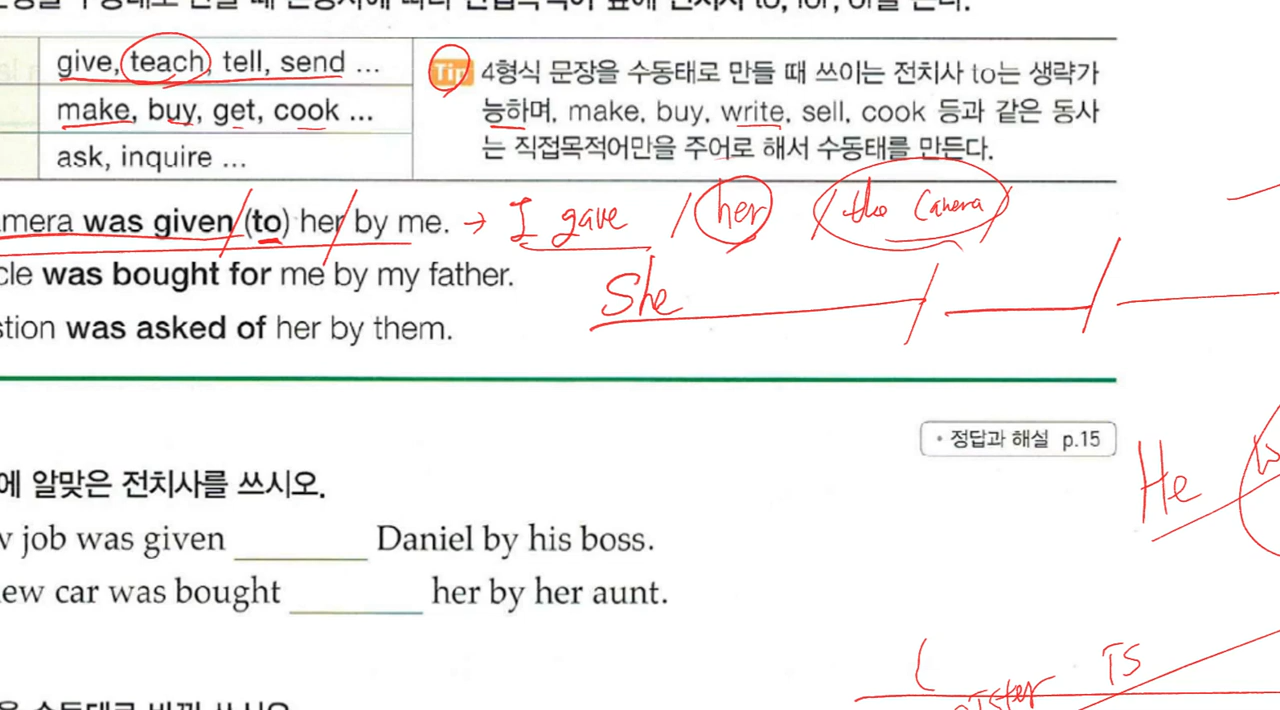 give, teach, tell, send ...
Tip 4형식 문장을 수동태로 만들 때 쓰이는 전치사 to는 생략가
make, buy, get, cook ...
능하며, make, buy, write, sell, cook 등과 같은 동사
ask, inquire ...
는 직접목적어만을 주어로 해서 수동태를 만든다.
mera was given (to) her by me. → I gave / her / the camera /
cle was bought for me by my father.
She
stion was asked of her by them.
• 정답과 해설 p.15
He
에 알맞은 전치사를 쓰시오.
job was given ________ Daniel by his boss.
ew car was bought ________ her by her aunt.